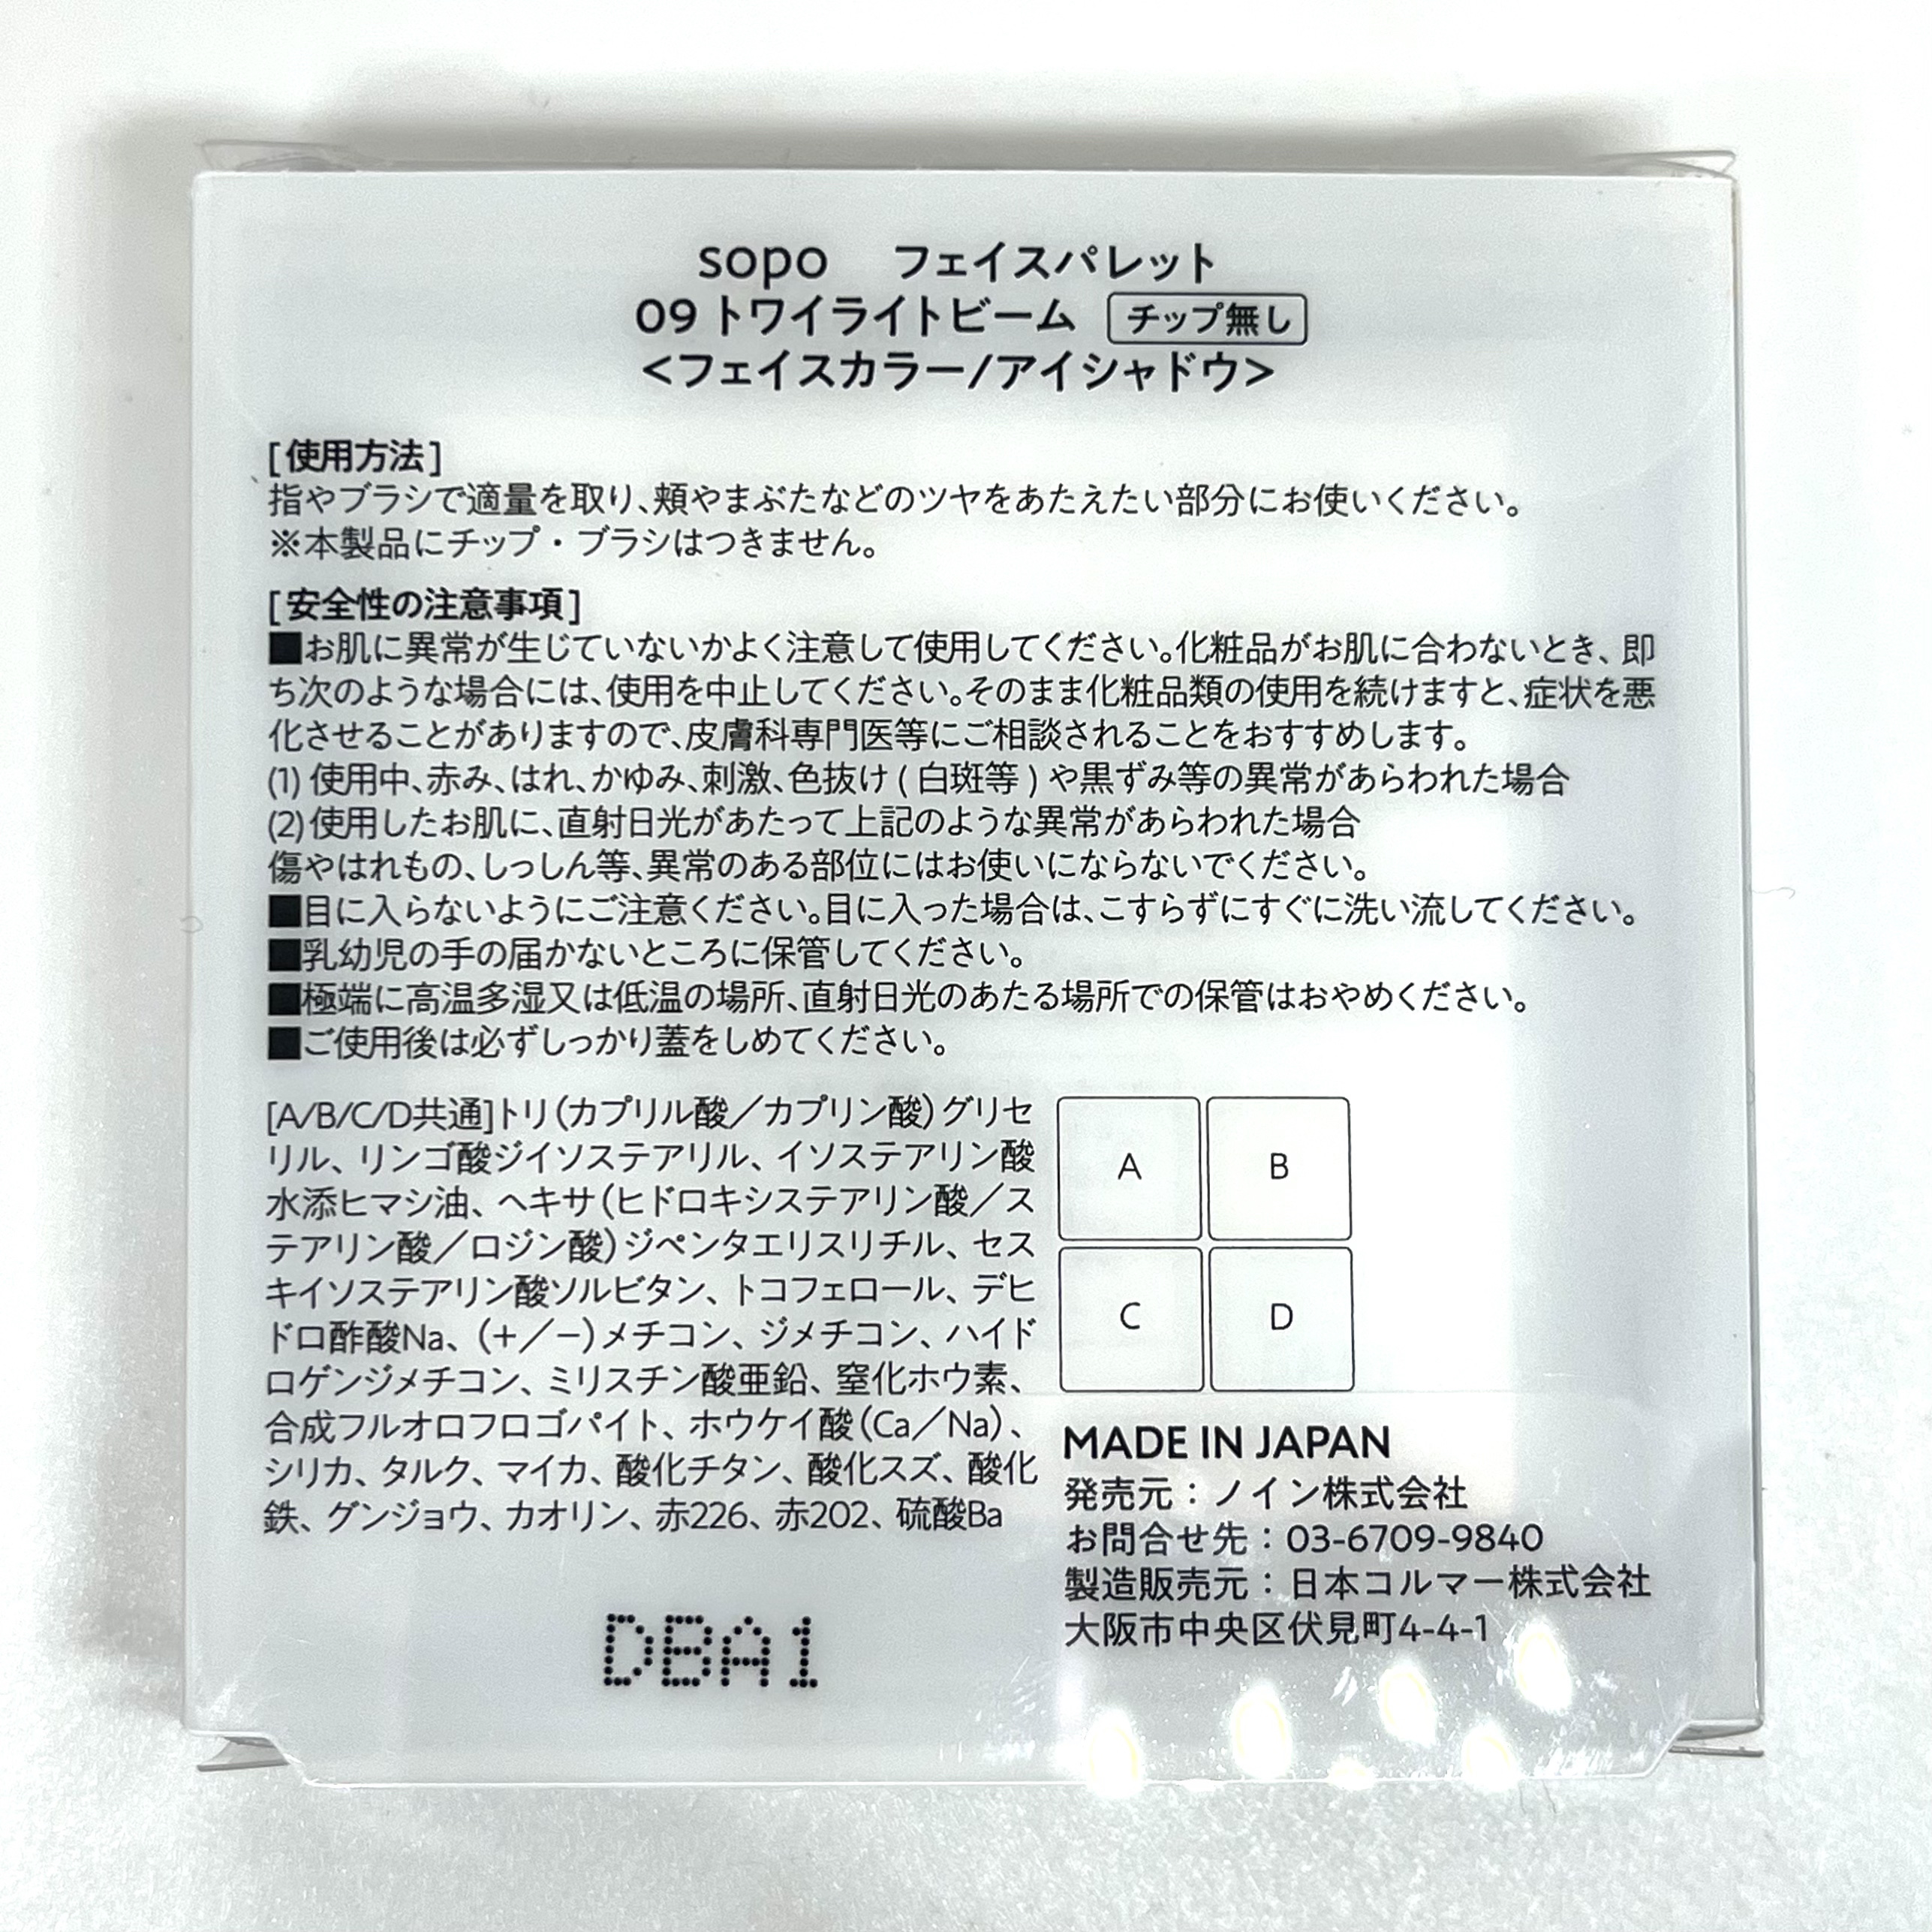 sopo フェイスパレット
09 トワイライトビーム チップ無し
<フェイスカラー/アイシャドウ>
[使用方法]
指やブラシで適量を取り、頬やまぶたなどのツヤをあたえたい部分にお使いください。
※本製品にチップ・ブラシはつきません。
[安全性の注意事項]
■お肌に異常が生じていないかよく注意して使用してください。化粧品がお肌に合わないとき、即
ち次のような場合には、使用を中止してください。そのまま化粧品類の使用を続けますと、症状を悪
化させることがありますので、皮膚科専門医等にご相談されることをおすすめします。
(1) 使用中、赤み、はれ、かゆみ、刺激、色抜け ( 白斑等 ) や黒ずみ等の異常があらわれた場合
(2)使用したお肌に、直射日光があたって上記のような異常があらわれた場合
傷やはれもの、しっしん等、異常のある部位にはお使いにならないでください。
■目に入らないようにご注意ください。目に入った場合は、こすらずにすぐに洗い流してください。
■乳幼児の手の届かないところに保管してください。
■極端に高温多湿又は低温の場所、直射日光のあたる場所での保管はおやめください。
■ご使用後は必ずしっかり蓋をしめてください。
[A/B/C/D共通]トリ(カプリル酸／カプリン酸)グリセ
リル、リンゴ酸ジイソステアリル、イソステアリン酸
水添ヒマシ油、ヘキサ(ヒドロキシステアリン酸／ス
テアリン酸／ロジン酸)ジペンタエリスリチル、セス
キイソステアリン酸ソルビタン、トコフェロール、デヒ
ドロ酢酸Na、(＋／－)メチコン、ジメチコン、ハイド
ロゲンジメチコン、ミリスチン酸亜鉛、窒化ホウ素、
合成フルオロフロゴパイト、ホウケイ酸(Ca／Na)、
シリカ、タルク、マイカ、酸化チタン、酸化スズ、酸化
鉄、グンジョウ、カオリン、赤226、赤202、硫酸Ba
A B
C D
MADE IN JAPAN
発売元：ノイン株式会社
お問合せ先：03-6709-9840
製造販売元：日本コルマー株式会社
大阪市中央区伏見町4-4-1
DBA1